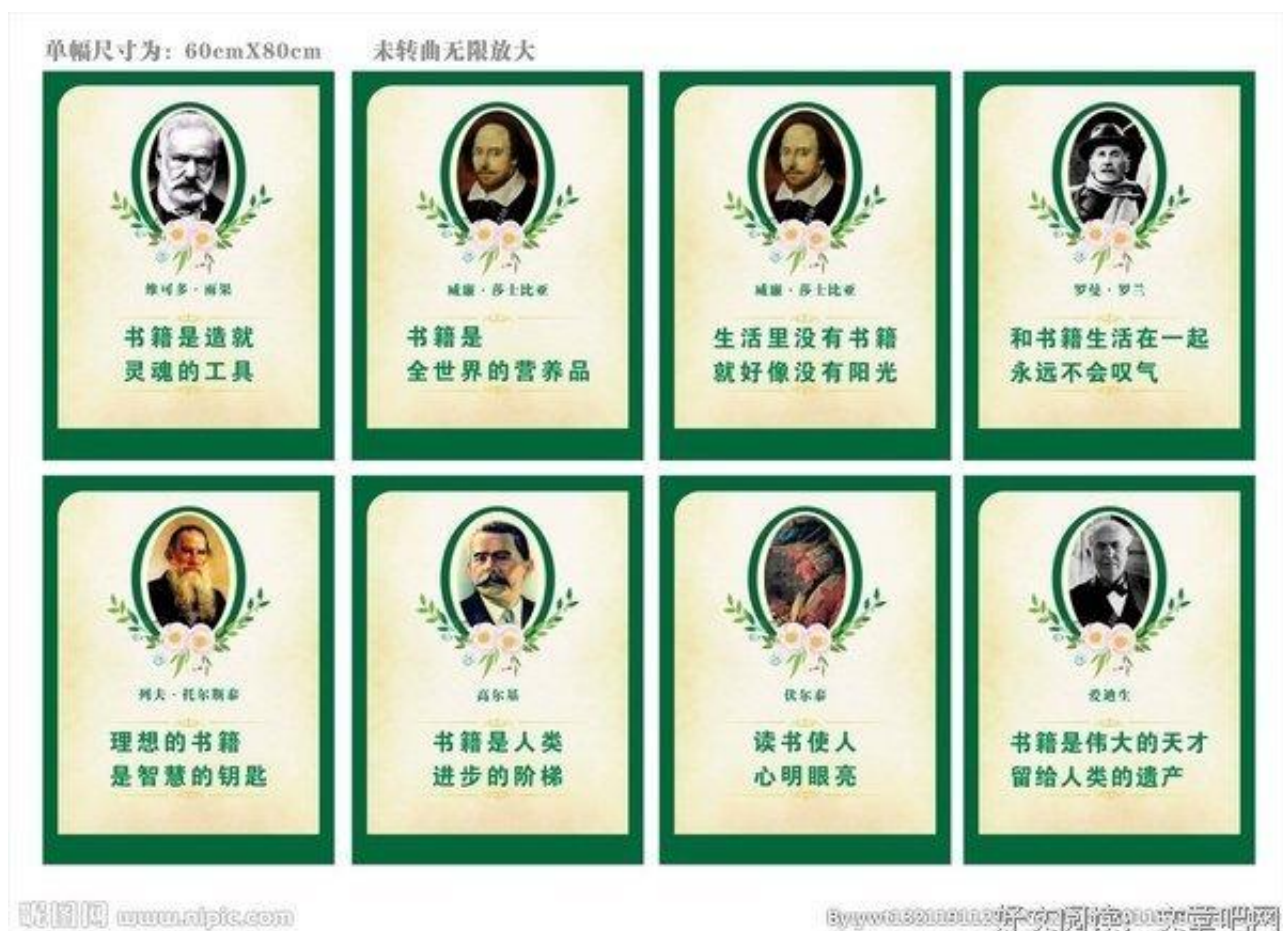 单幅尺寸为：60cmX80cm 未转曲无限放大
维可多·雨果
书籍是造就
灵魂的工具
威廉·莎士比亚
书籍是
全世界的营养品
威廉·莎士比亚
生活里没有书籍
就好像没有阳光
罗曼·罗兰
和书籍生活在一起
永远不会叹气
列夫·托尔斯泰
理想的书籍
是智慧的钥匙
高尔基
书籍是人类
进步的阶梯
伏尔泰
读书使人
心明眼亮
爱迪生
书籍是伟大的天才
留给人类的遗产
昵图网 www.nipic.com